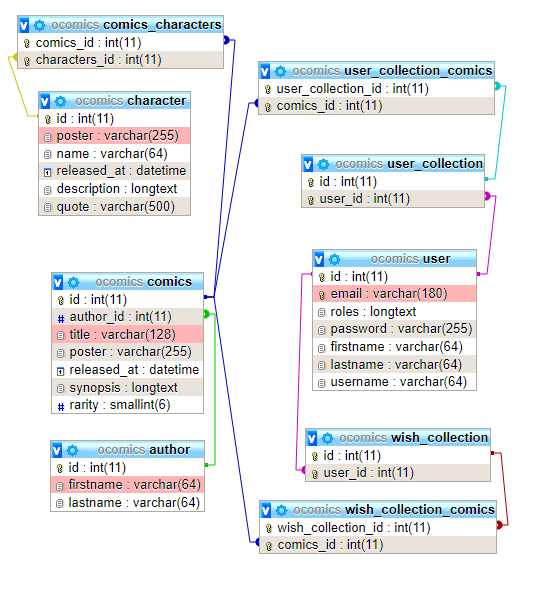 ocomics comics_characters
comics_id : int(11)
characters_id : int(11)
ocomics character
id : int(11)
poster : varchar(255)
name : varchar(64)
released_at : datetime
description : longtext
quote : varchar(500)
ocomics comics
id : int(11)
author_id : int(11)
title : varchar(128)
poster : varchar(255)
released_at : datetime
synopsis : longtext
rarity : smallint(6)
ocomics author
id : int(11)
firstname : varchar(64)
lastname : varchar(64)
ocomics user_collection_comics
user_collection_id : int(11)
comics_id : int(11)
ocomics user_collection
id : int(11)
user_id : int(11)
ocomics user
id : int(11)
email : varchar(180)
roles : longtext
password : varchar(255)
firstname : varchar(64)
lastname : varchar(64)
username : varchar(64)
ocomics wish_collection
id : int(11)
user_id : int(11)
ocomics wish_collection_comics
wish_collection_id : int(11)
comics_id : int(11)